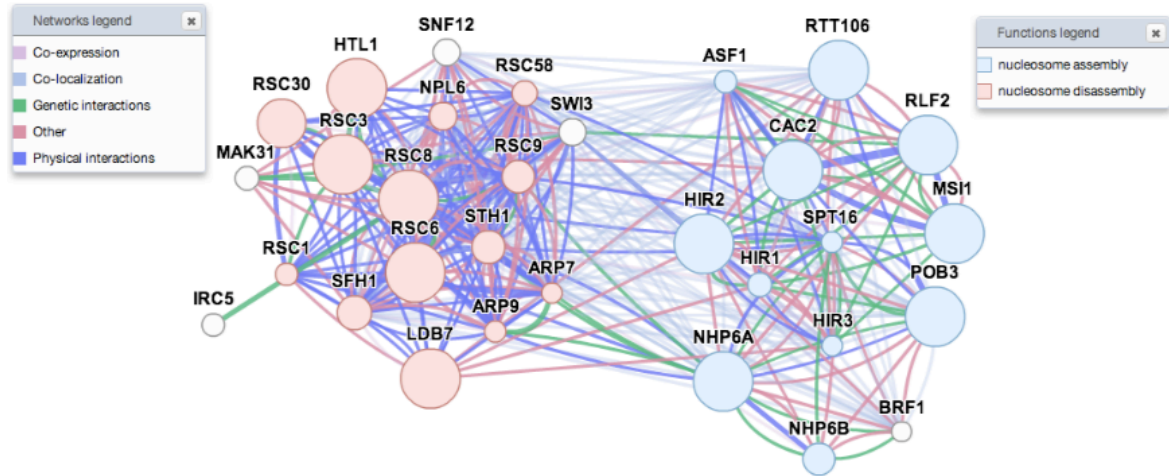 Networks legend
Co-expression
Co-localization
Genetic interactions
Other
Physical interactions
Functions legend
nucleosome assembly
nucleosome disassembly
SNF12
HTL1
RSC58
RSC30
NPL6
SWI3
RSC3
RSC8
RSC9
MAK31
RSC6
STH1
RSC1
SFH1
ARP7
IRC5
ARP9
LDB7
RTT106
ASF1
RLF2
CAC2
MSI1
HIR2
SPT16
HIR1
POB3
HIR3
NHP6A
BRF1
NHP6B